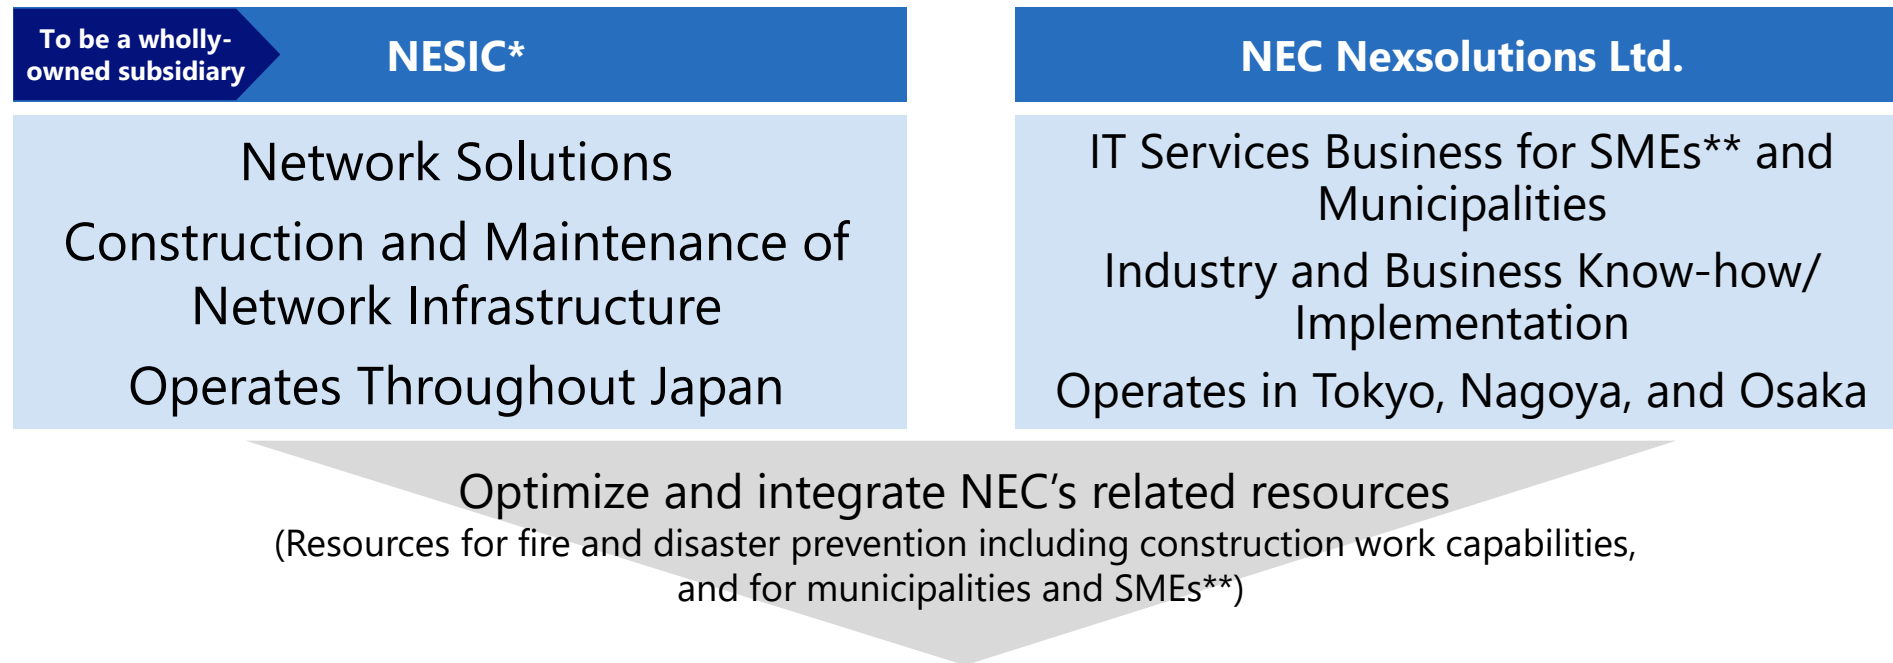 To be a wholly-
owned subsidiary
NESIC*
Network Solutions
Construction and Maintenance of
Network Infrastructure
Operates Throughout Japan
NEC Nexsolutions Ltd.
IT Services Business for SMEs** and
Municipalities
Industry and Business Know-how/
Implementation
Operates in Tokyo, Nagoya, and Osaka
Optimize and integrate NEC’s related resources
(Resources for fire and disaster prevention including construction work capabilities,
and for municipalities and SMEs**)